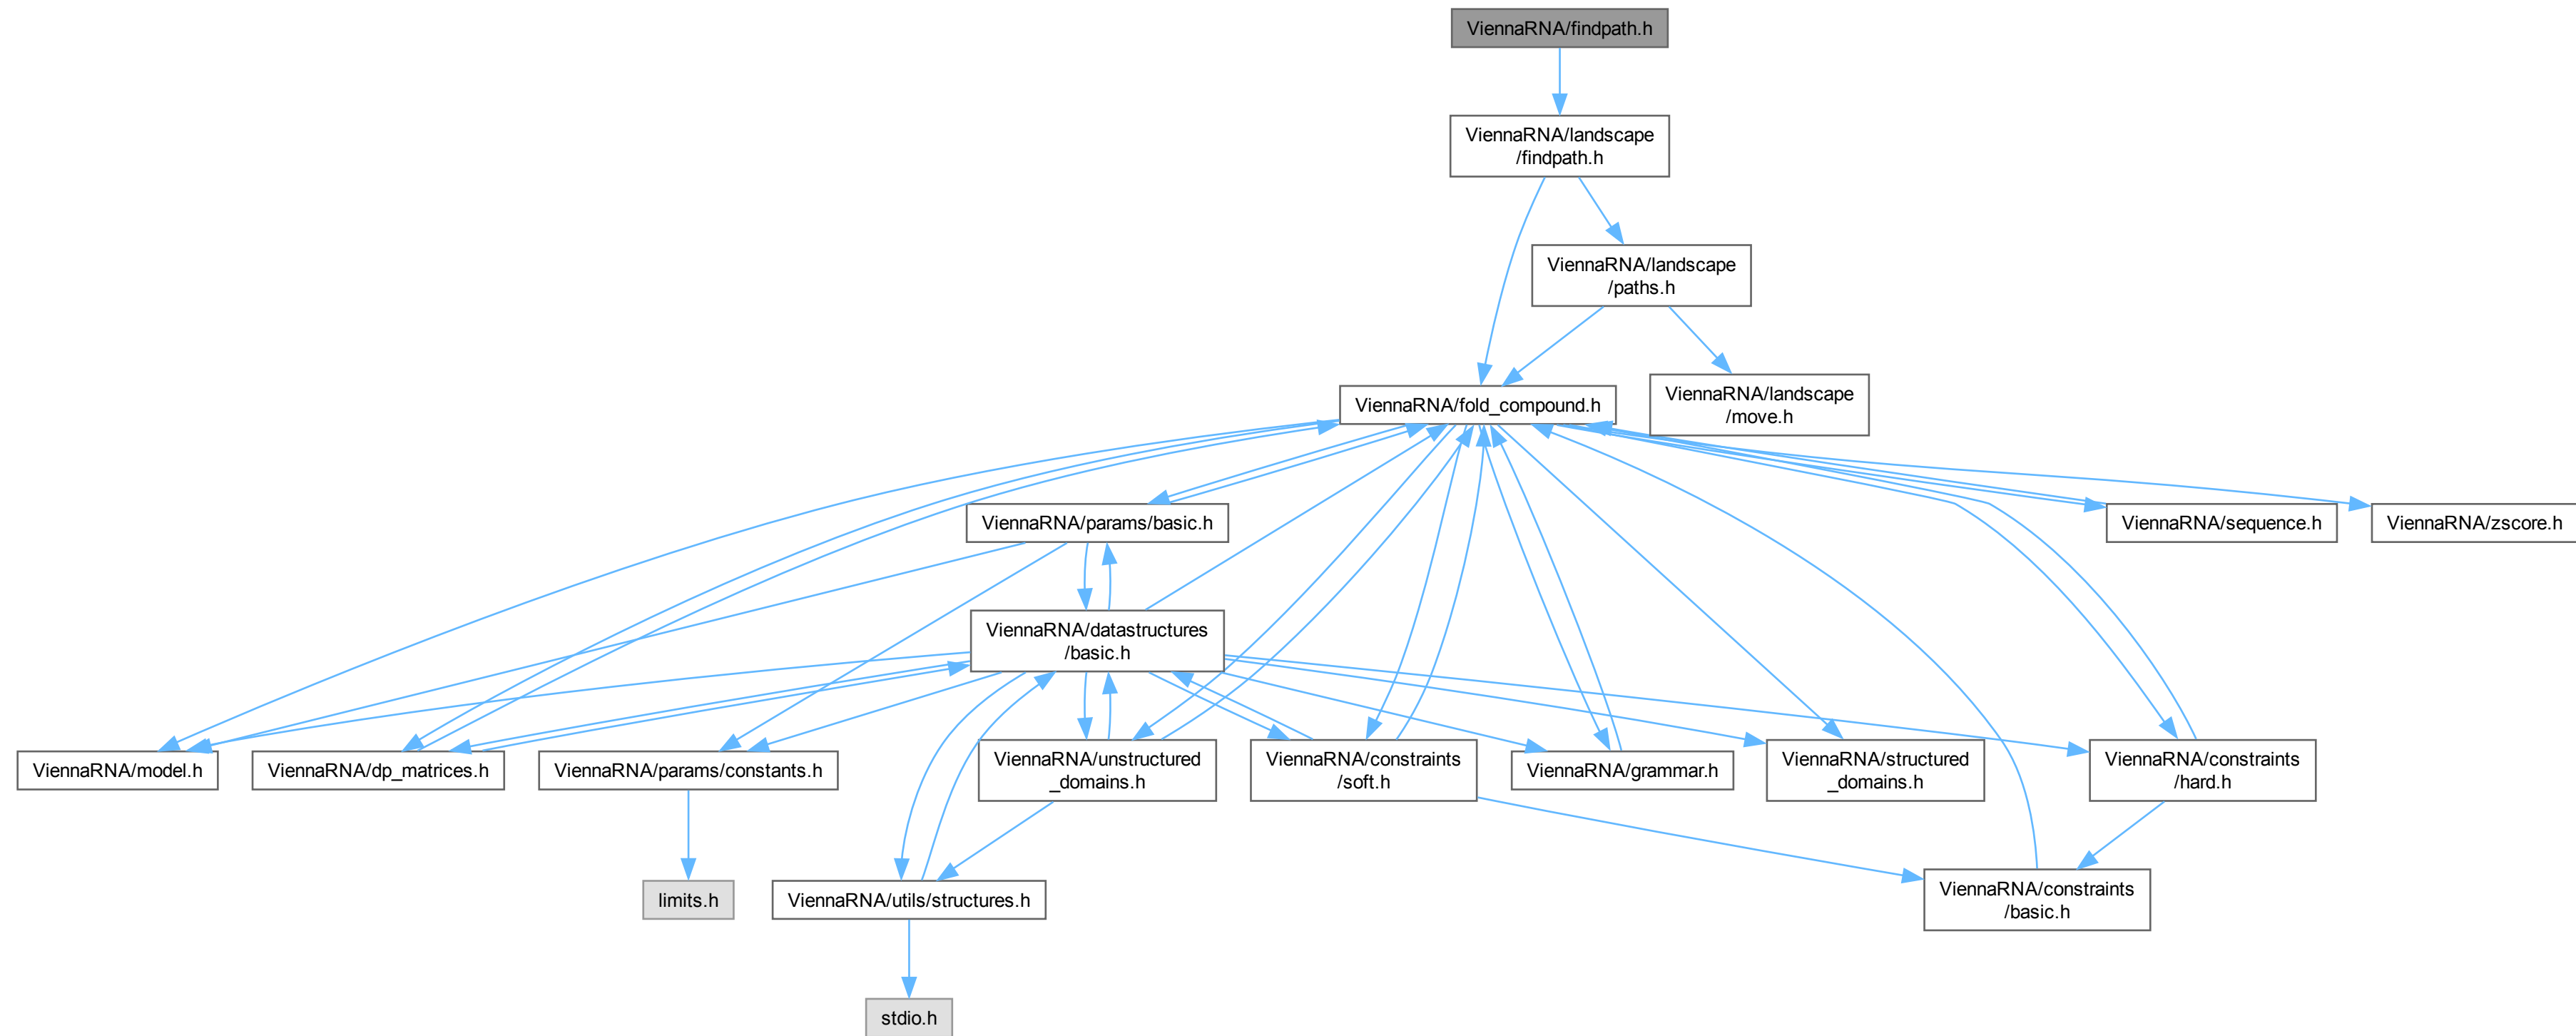 ViennaRNA/findpath.h
ViennaRNA/landscape
/findpath.h
ViennaRNA/landscape
/paths.h
ViennaRNA/fold_compound.h
ViennaRNA/landscape
/move.h
ViennaRNA/params/basic.h
ViennaRNA/sequence.h
ViennaRNA/zscore.h
ViennaRNA/datastructures
/basic.h
ViennaRNA/model.h
ViennaRNA/dp_matrices.h
ViennaRNA/params/constants.h
ViennaRNA/unstructured
_domains.h
ViennaRNA/constraints
/soft.h
ViennaRNA/grammar.h
ViennaRNA/structured
_domains.h
ViennaRNA/constraints
/hard.h
limits.h
ViennaRNA/utils/structures.h
ViennaRNA/constraints
/basic.h
stdio.h